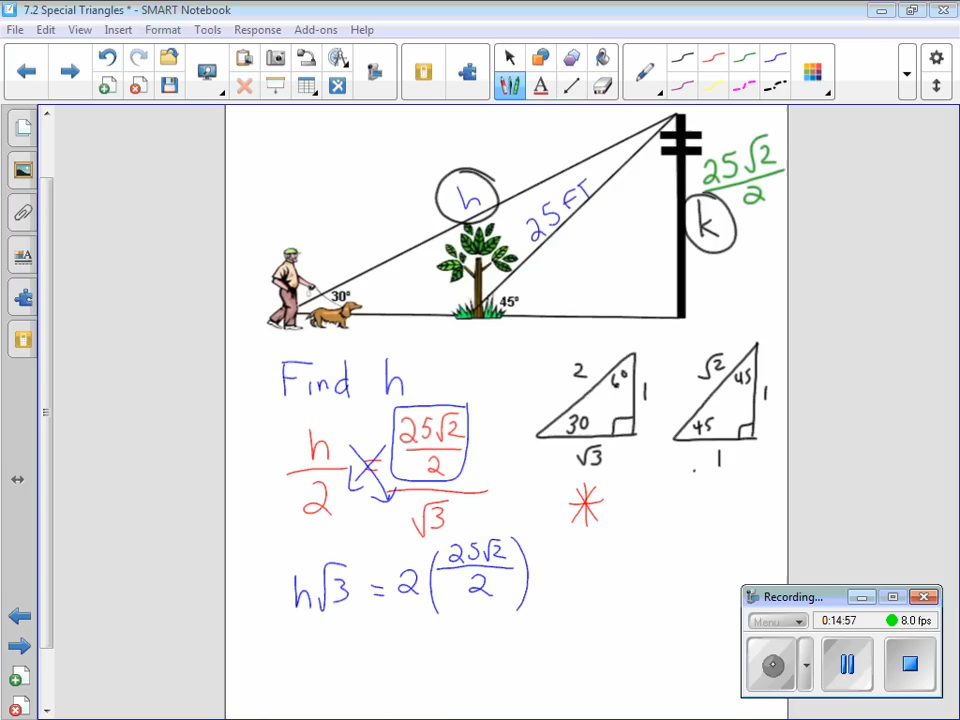 7.2 Special Triangles * - SMART Notebook
File Edit View Insert Format Tools Response Add-ons Help
h
25 FT
25√2
2
k
30°
45°
Find h
h/2 = (25√2/2)/√3
2
6°
30
1
√3
√2
45
45
1
1
*
h√3 = 2(25√2/2)
Recording...
Menu
0:14:57
8.0 fps